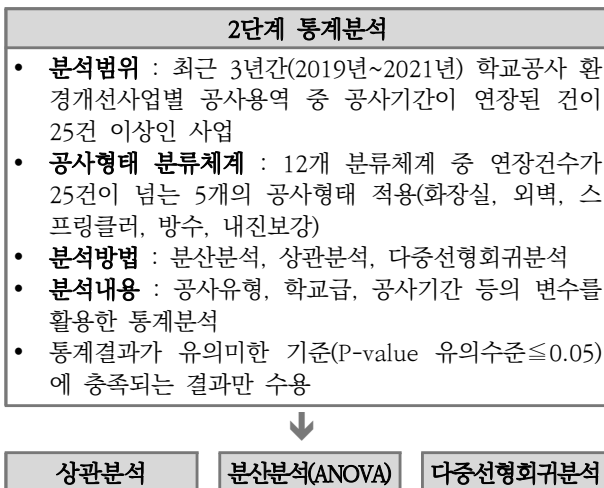 2단계 통계분석
• 분석범위 : 최근 3년간(2019년~2021년) 학교공사 환
경개선사업별 공사용역 중 공사기간이 연장된 건이
25건 이상인 사업
• 공사형태 분류체계 : 12개 분류체계 중 연장건수가
25건이 넘는 5개의 공사형태 적용(화장실, 외벽, 스
프링클러, 방수, 내진보강)
• 분석방법 : 분산분석, 상관분석, 다중선형회귀분석
• 분석내용 : 공사유형, 학교급, 공사기간 등의 변수를
활용한 통계분석
• 통계결과가 유의미한 기준(P-value 유의수준≦0.05)
에 충족되는 결과만 수용
상관분석 분산분석(ANOVA) 다중선형회귀분석